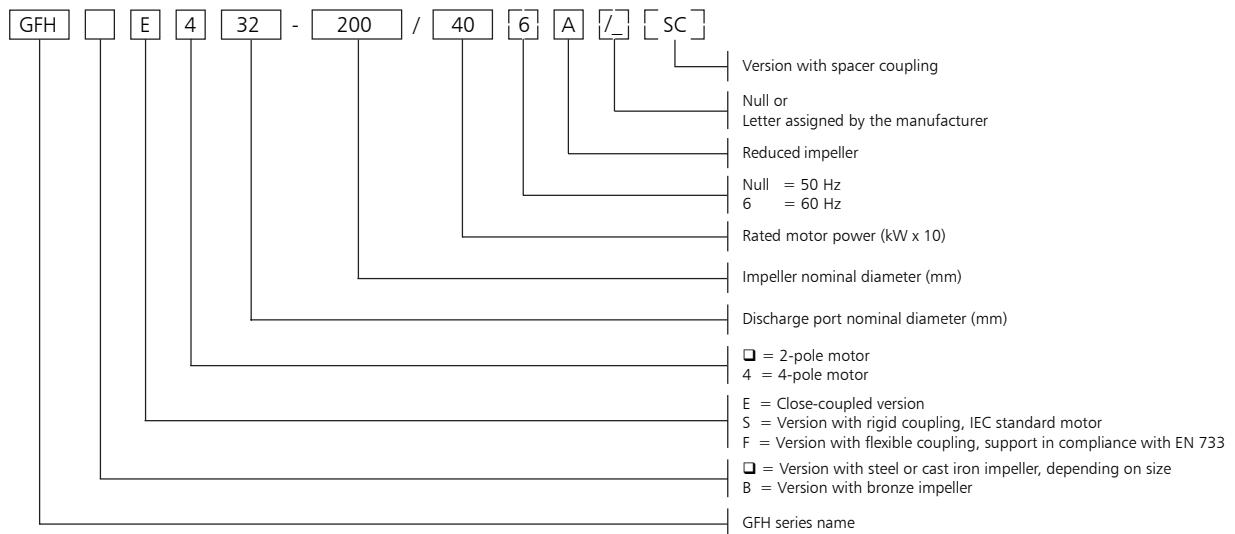 GFH E 4 32 - 200 / 40 6 A /_ SC
Version with spacer coupling
Null or
Letter assigned by the manufacturer
Reduced impeller
Null = 50 Hz
6 = 60 Hz
Rated motor power (kW x 10)
Impeller nominal diameter (mm)
Discharge port nominal diameter (mm)
❑ = 2-pole motor
4 = 4-pole motor
E = Close-coupled version
S = Version with rigid coupling, IEC standard motor
F = Version with flexible coupling, support in compliance with EN 733
❑ = Version with steel or cast iron impeller, depending on size
B = Version with bronze impeller
GFH series name